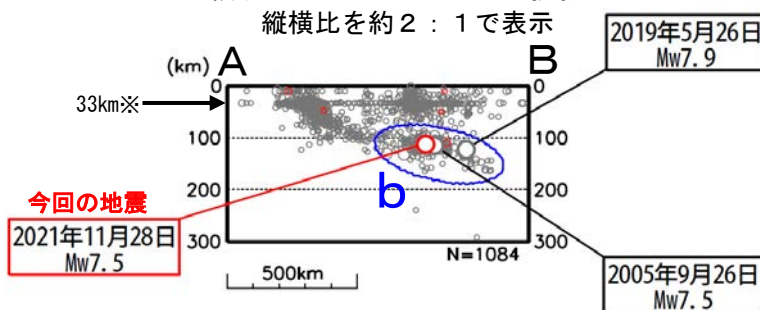 縦横比を約２：１で表示
2019年5月26日
Mw7.9
(km)
A
B
0
0
33km※
100
100
200
200
300
300
b
今回の地震
2021年11月28日
Mw7.5
N=1084
500km
2005年9月26日
Mw7.5